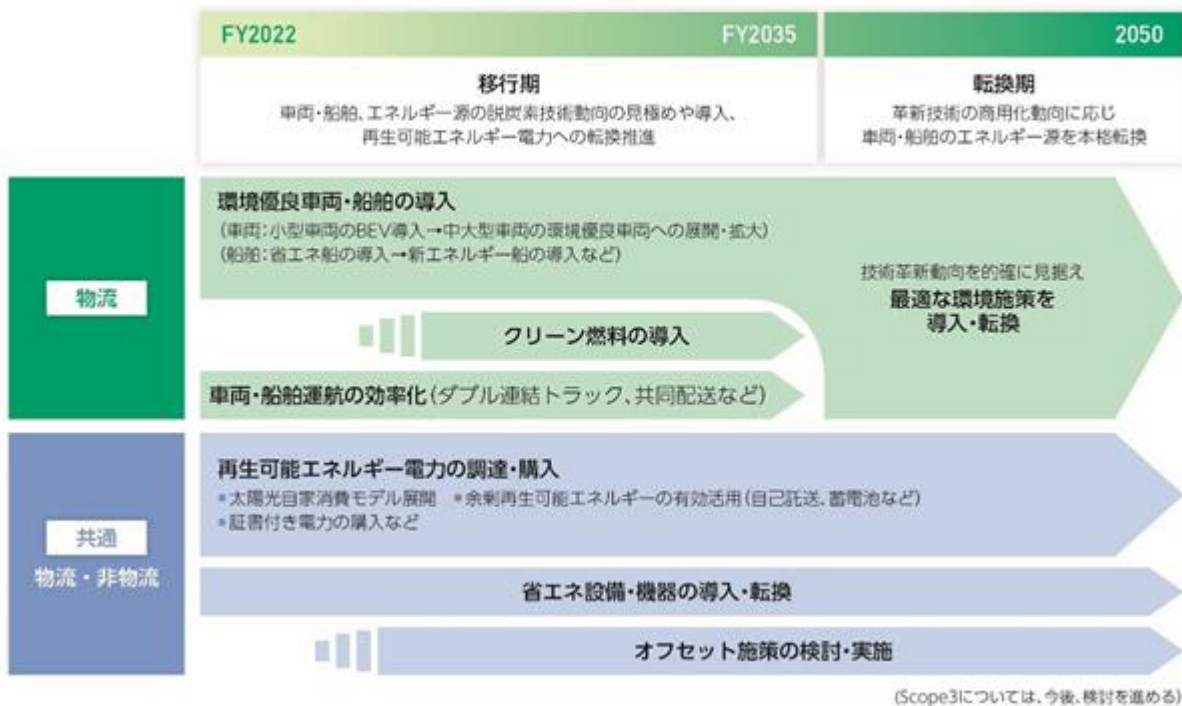 FY2022
FY2035
2050
移行期
車両・船舶、エネルギー源の脱炭素技術動向の見極めや導入、
再生可能エネルギー電力への転換推進
転換期
革新技術の商用化動向に応じ
車両・船舶のエネルギー源を本格転換
物流
環境優良車両・船舶の導入
(車両:小型車両のBEV導入→中大型車両の環境優良車両への展開・拡大)
(船舶:省エネ船の導入→新エネルギー船の導入など)
クリーン燃料の導入
車両・船舶運航の効率化(ダブル連結トラック、共同配送など)
技術革新動向を的確に見据え
最適な環境施策を
導入・転換
共通
物流・非物流
再生可能エネルギー電力の調達・購入
•太陽光自家消費モデル展開 •余剰再生可能エネルギーの有効活用(自己託送、蓄電池など)
•証書付き電力の購入など
省エネ設備・機器の導入・転換
オフセット施策の検討・実施
(Scope3については、今後、検討を進める)